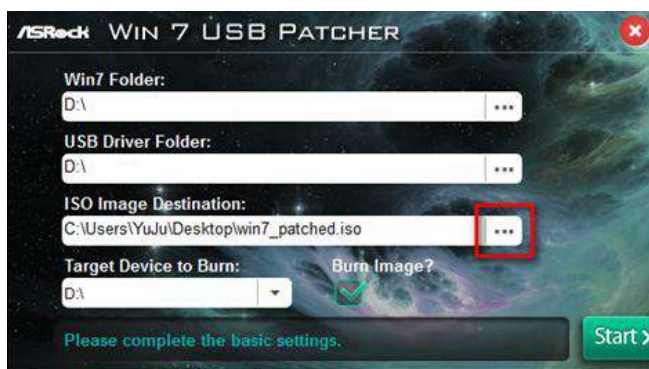 ASRock WIN 7 USB PATCHER
Win7 Folder:
D:\
...
USB Driver Folder:
D:\
...
ISO Image Destination:
C:\Users\YuJu\Desktop\win7_patched.iso
...
Target Device to Burn:
Burn Image?
D:\
Please complete the basic settings.
Start >